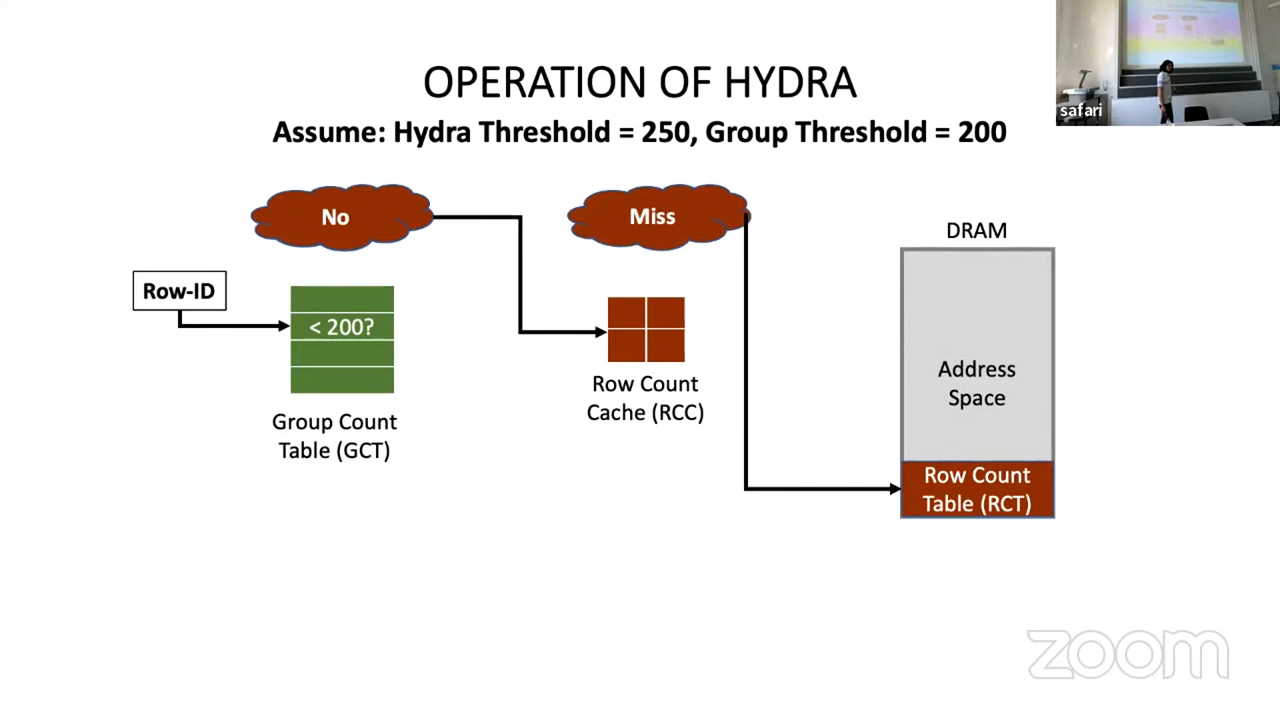 OPERATION OF HYDRA
Assume: Hydra Threshold = 250, Group Threshold = 200
safari
No
Miss
DRAM
Row-ID
< 200?
Group Count
Table (GCT)
Row Count
Cache (RCC)
Address
Space
Row Count
Table (RCT)
zoom